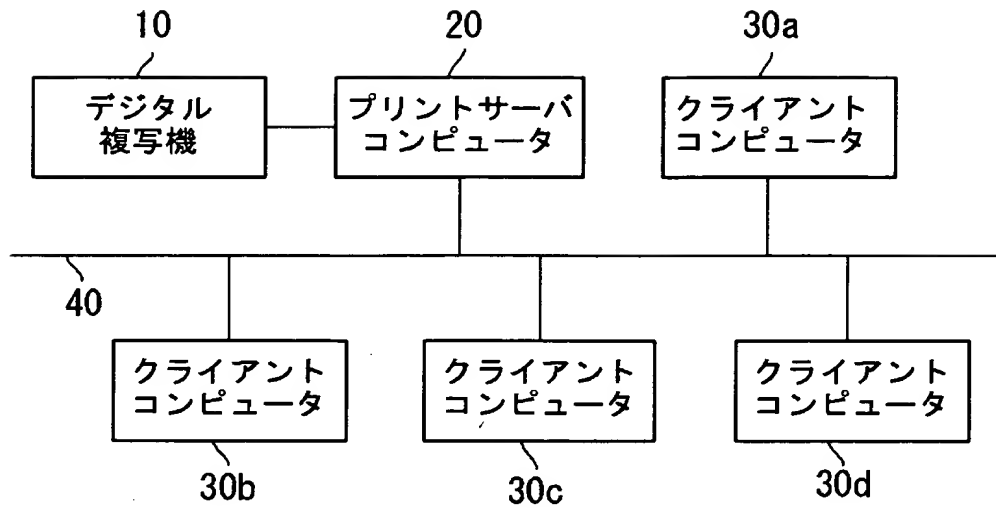 10
20
30a
デジタル
複写機
プリントサーバ
コンピュータ
クライアント
コンピュータ
40
クライアント
コンピュータ
クライアント
コンピュータ
クライアント
コンピュータ
30b
30c
30d